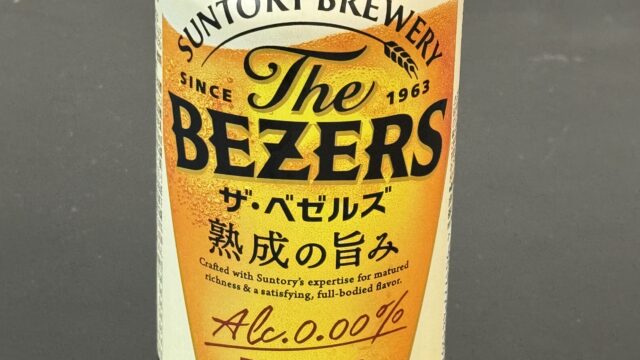 SUNTORY BREWERY
SINCE 1963
The
BEZERS
ザ・ベゼルズ
熟成の旨み
Crafted with Suntory's expertise for matured
richness & a satisfying, full-bodied flavor.
Alc.0.00%